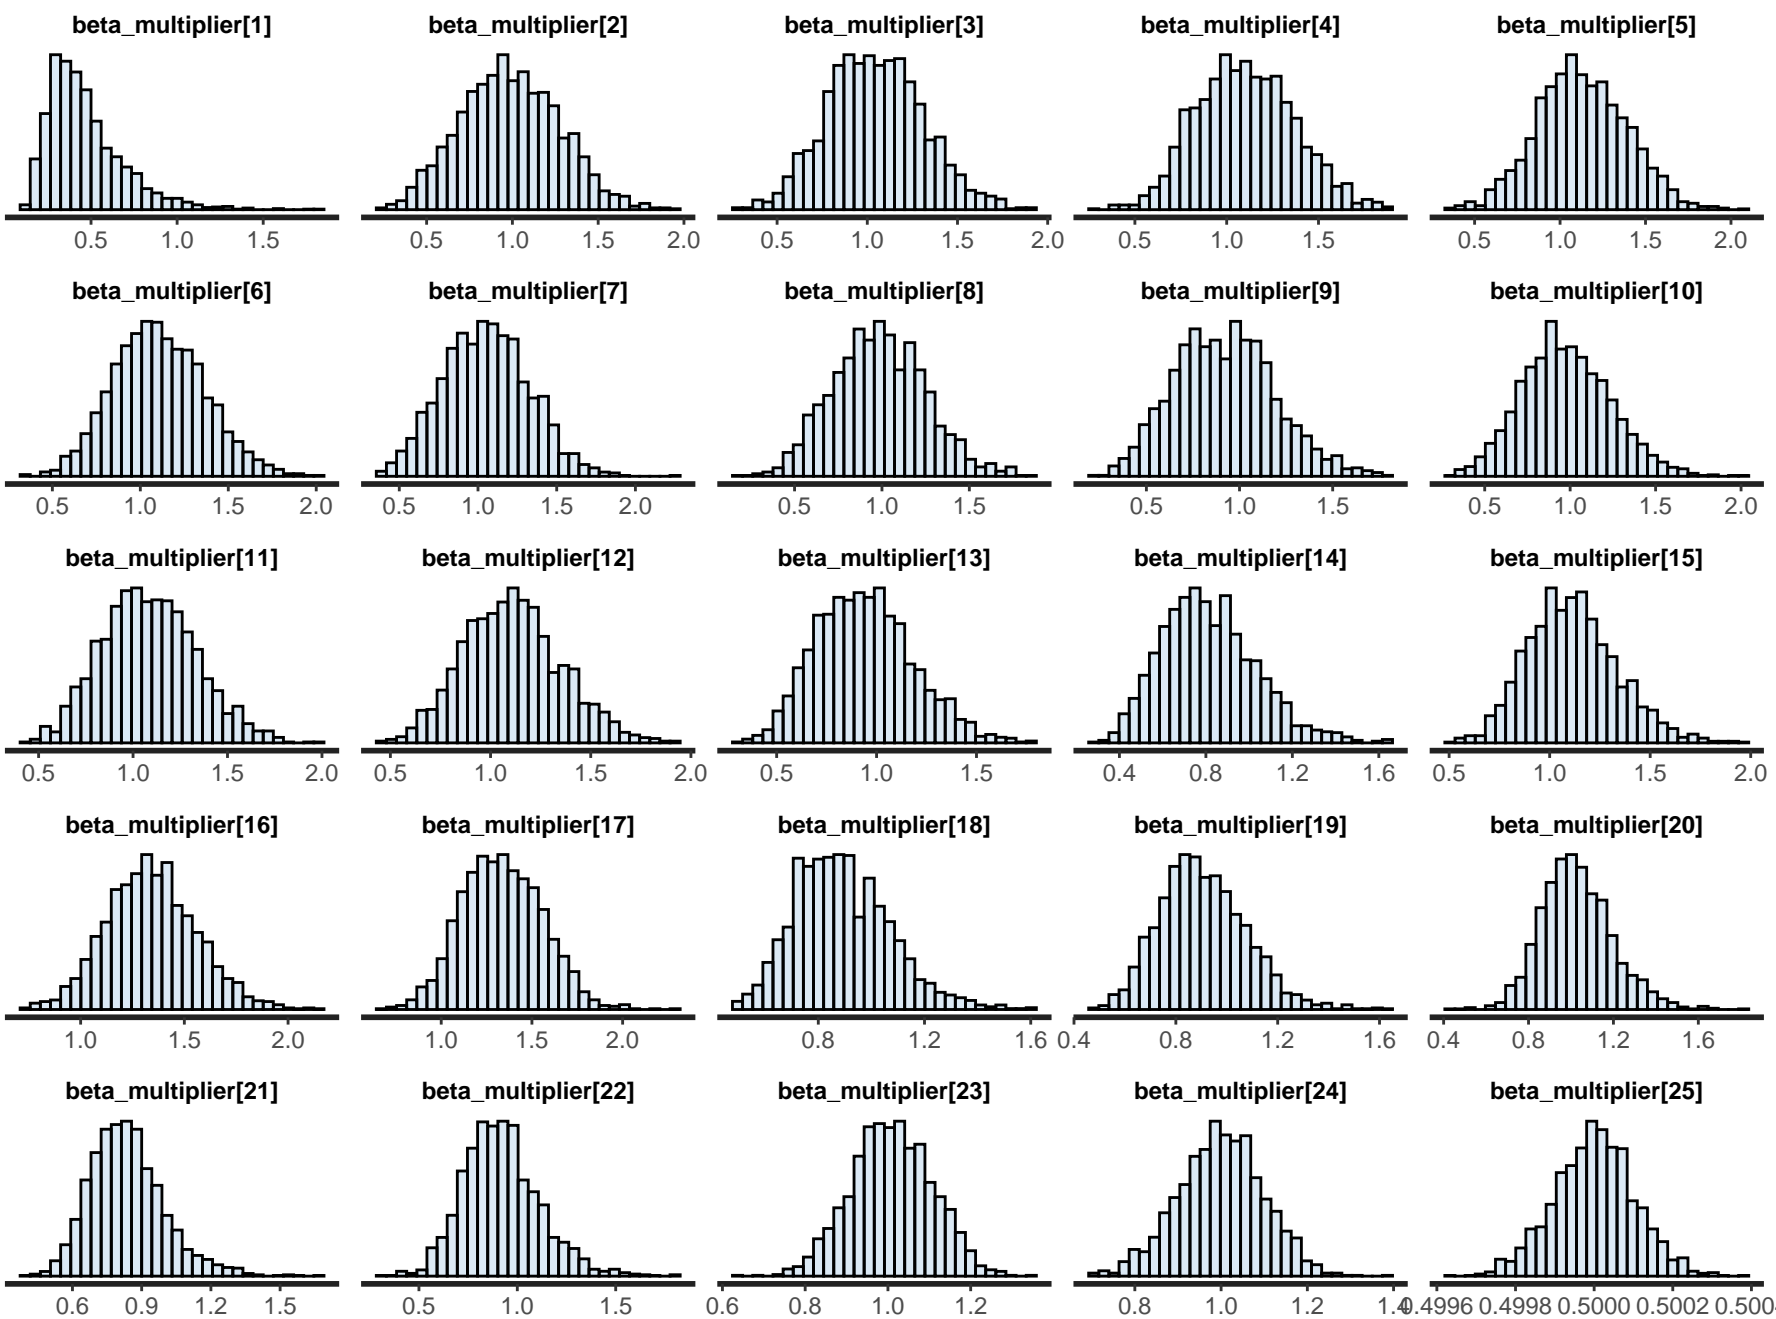 beta_multiplier[1] beta_multiplier[2] beta_multiplier[3] beta_multiplier[4] beta_multiplier[5]
0.5 1.0 1.5 0.5 1.0 1.5 2.0 0.5 1.0 1.5 2.0 0.5 1.0 1.5 0.5 1.0 1.5 2.0
beta_multiplier[6] beta_multiplier[7] beta_multiplier[8] beta_multiplier[9] beta_multiplier[10]
0.5 1.0 1.5 2.0 0.5 1.0 1.5 2.0 0.5 1.0 1.5 0.5 1.0 1.5 0.5 1.0 1.5 2.0
beta_multiplier[11] beta_multiplier[12] beta_multiplier[13] beta_multiplier[14] beta_multiplier[15]
0.5 1.0 1.5 2.0 0.5 1.0 1.5 2.0 0.5 1.0 1.5 0.4 0.8 1.2 1.6 0.5 1.0 1.5 2.0
beta_multiplier[16] beta_multiplier[17] beta_multiplier[18] beta_multiplier[19] beta_multiplier[20]
1.0 1.5 2.0 1.0 1.5 2.0 0.8 1.2 1.6 0.4 0.8 1.2 1.6 0.4 0.8 1.2 1.6
beta_multiplier[21] beta_multiplier[22] beta_multiplier[23] beta_multiplier[24] beta_multiplier[25]
0.6 0.9 1.2 1.5 0.5 1.0 1.5 0.6 0.8 1.0 1.2 0.8 1.0 1.2 1.4 0.4996 0.4998 0.5000 0.5002